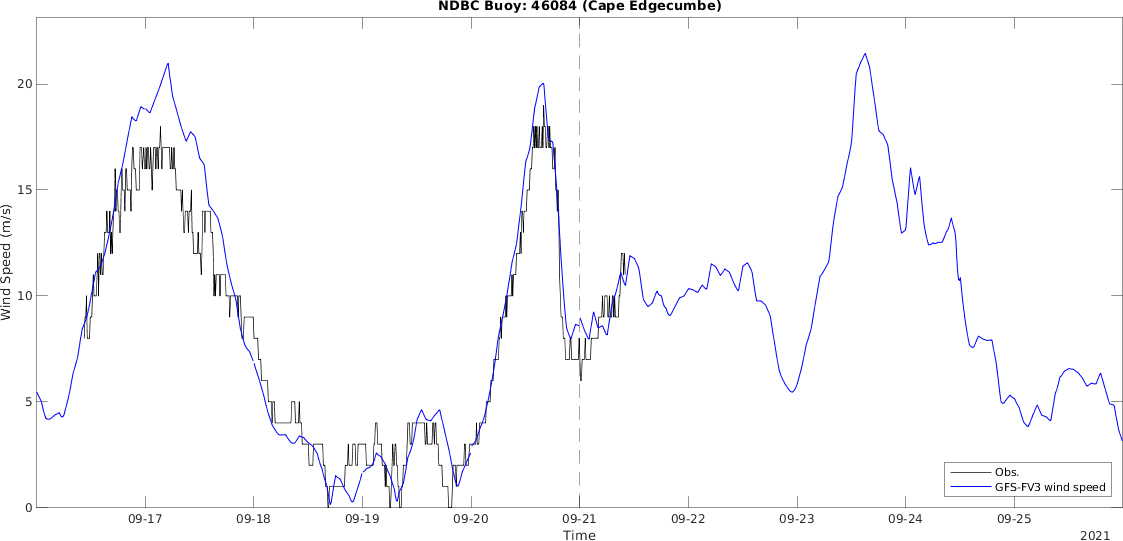 NDBC Buoy: 46084 (Cape Edgecumbe)
Wind Speed (m/s)
20
15
10
5
0
09-17 09-18 09-19 09-20 09-21 09-22 09-23 09-24 09-25
Time
2021
Obs.
GFS-FV3 wind speed